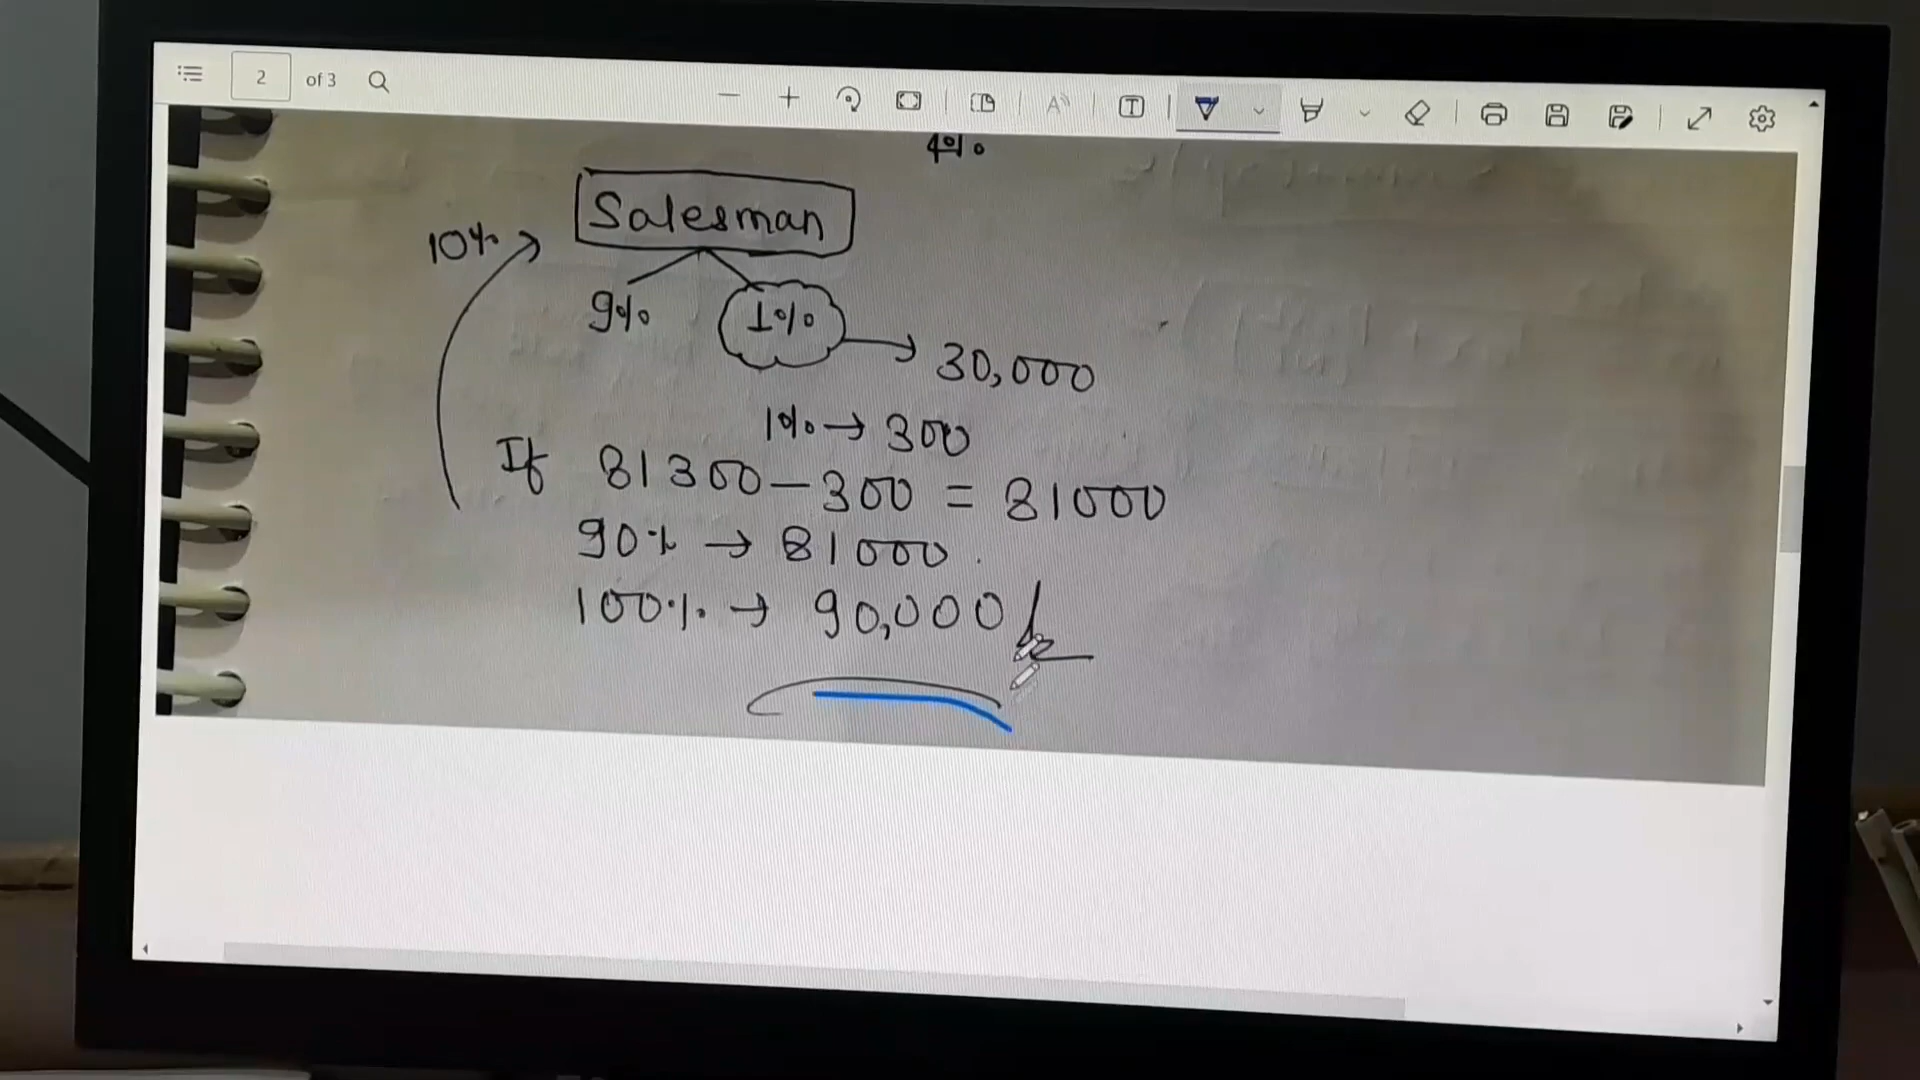 2 of 3
4%
Salesman
10%
9% 1%
30,000
1% → 300
If 81300 - 300 = 81000
90% → 81000.
100% → 90,000/